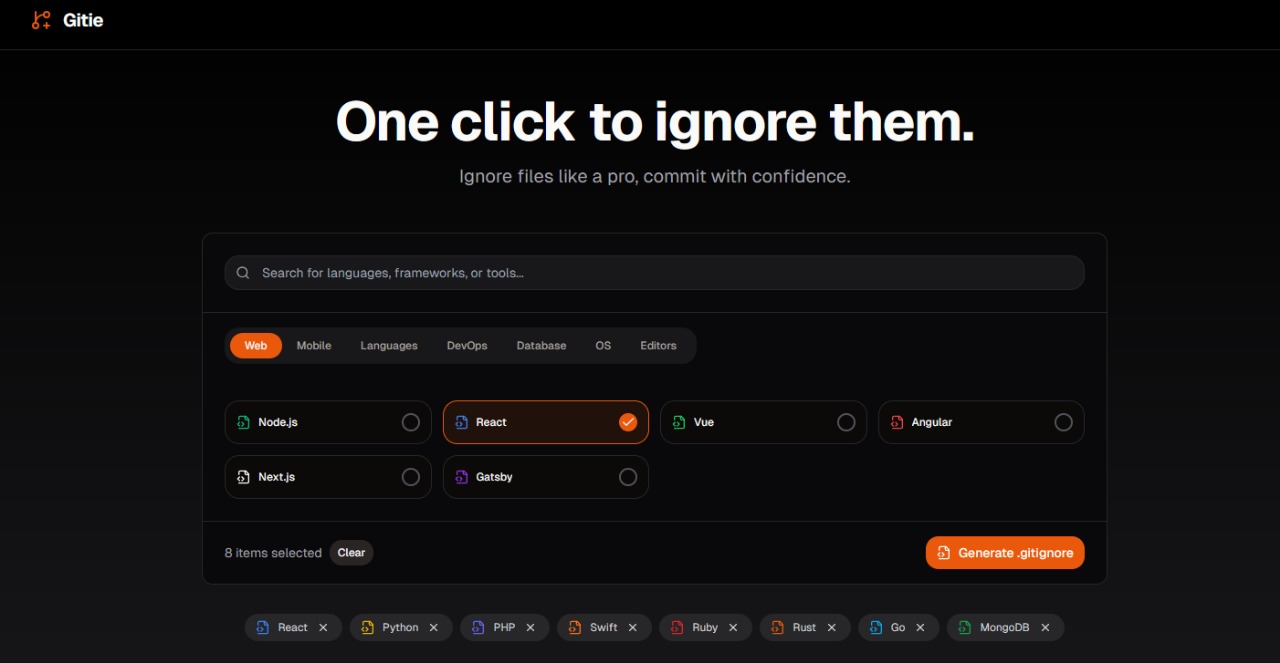 Gitie
One click to ignore them.
Ignore files like a pro, commit with confidence.
Search for languages, frameworks, or tools...
Web Mobile Languages DevOps Database OS Editors
Node.js React Vue Angular
Next.js Gatsby
8 items selected Clear Generate .gitignore
React Python PHP Swift Ruby Rust Go MongoDB